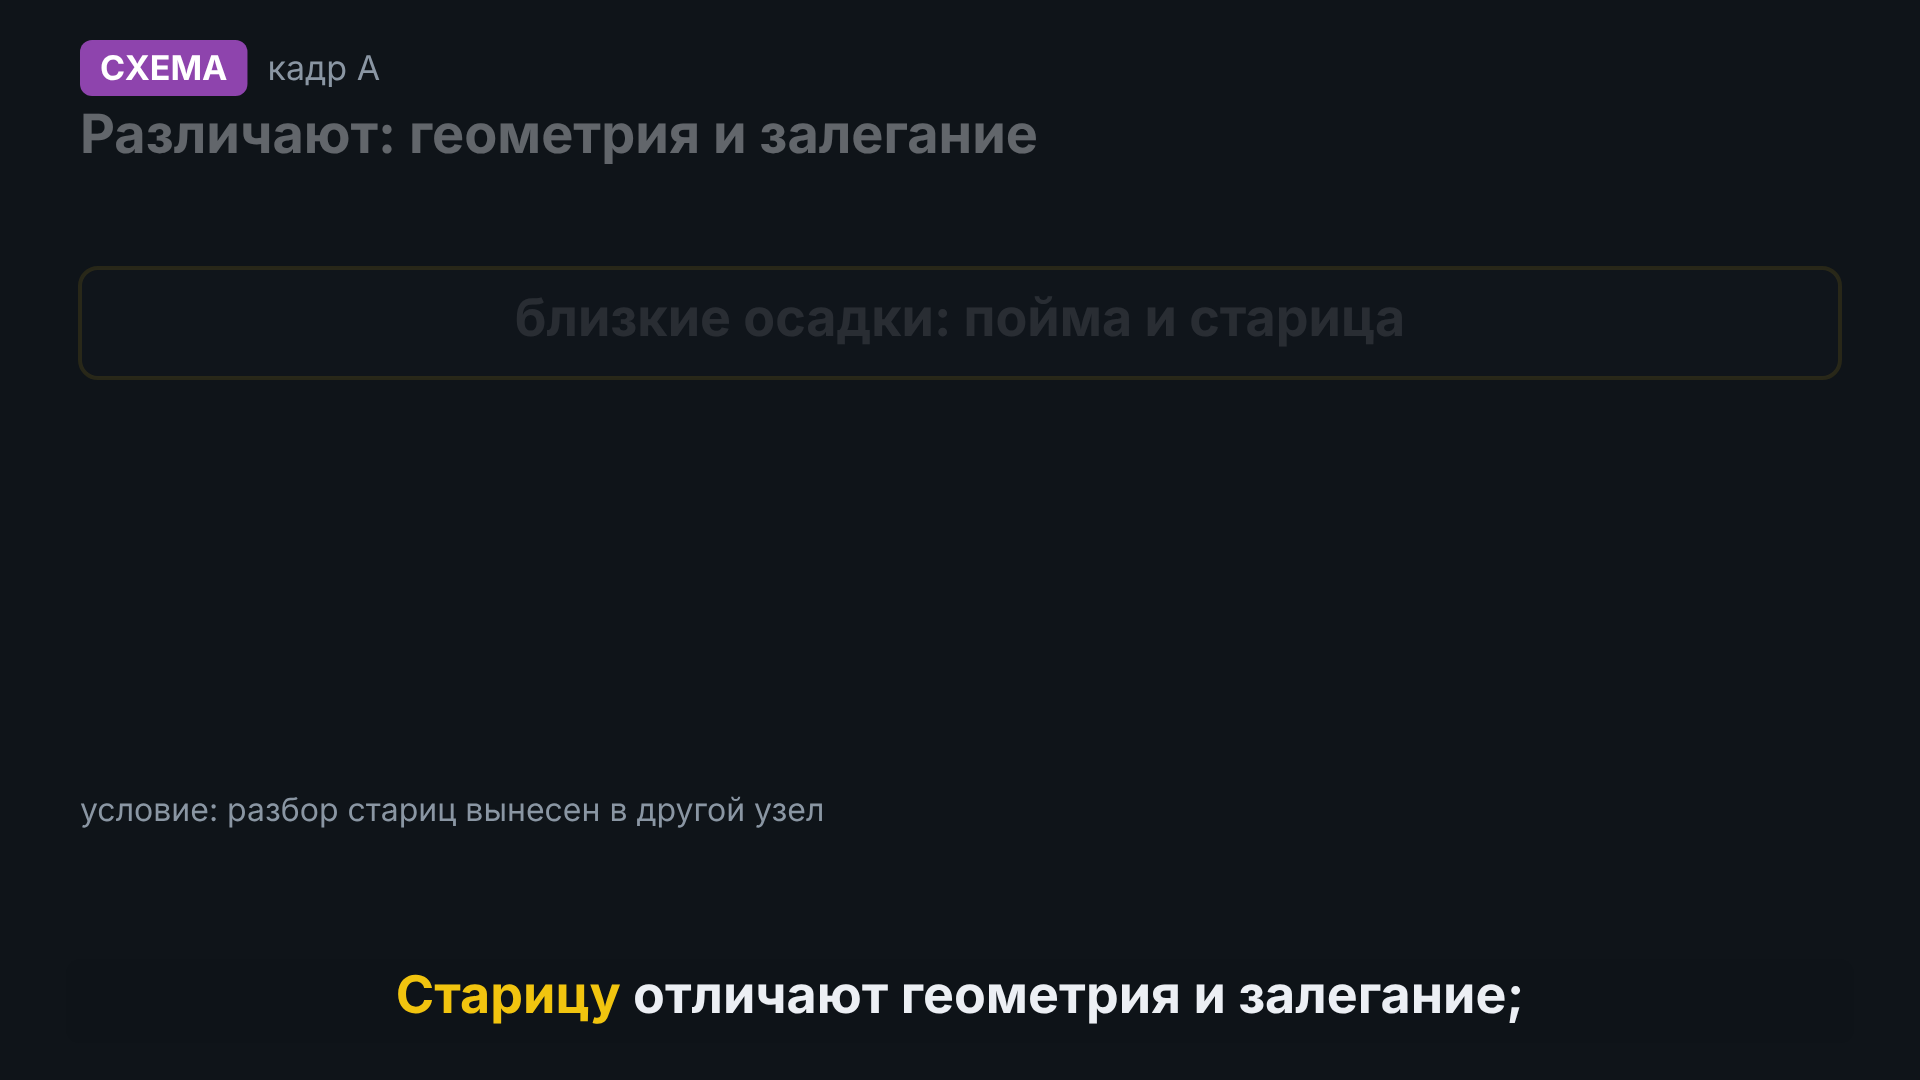 СХЕМА кадр А
Различают: геометрия и залегание
близкие осадки: пойма и старица
условие: разбор стариц вынесен в другой узел
Старицу отличают геометрия и залегание;